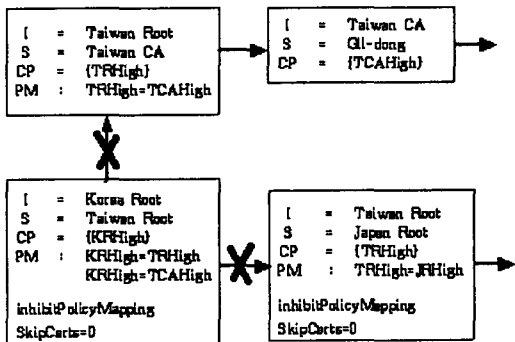 I = Taiwan Root
S = Taiwan CA
CP = {TRHigh}
PM : TRHigh=TCAHigh
I = Taiwan CA
S = Gil-dong
CP = {TCAHigh}
I = Korea Root
S = Taiwan Root
CP = {KRHigh}
PM : KRHigh=TRHigh
KRHigh=TCAHigh
inhibitPolicyMapping
SkipCerts=0
I = Taiwan Root
S = Japan Root
CP = {TRHigh}
PM : TRHigh=JRHigh
inhibitPolicyMapping
SkipCerts=0